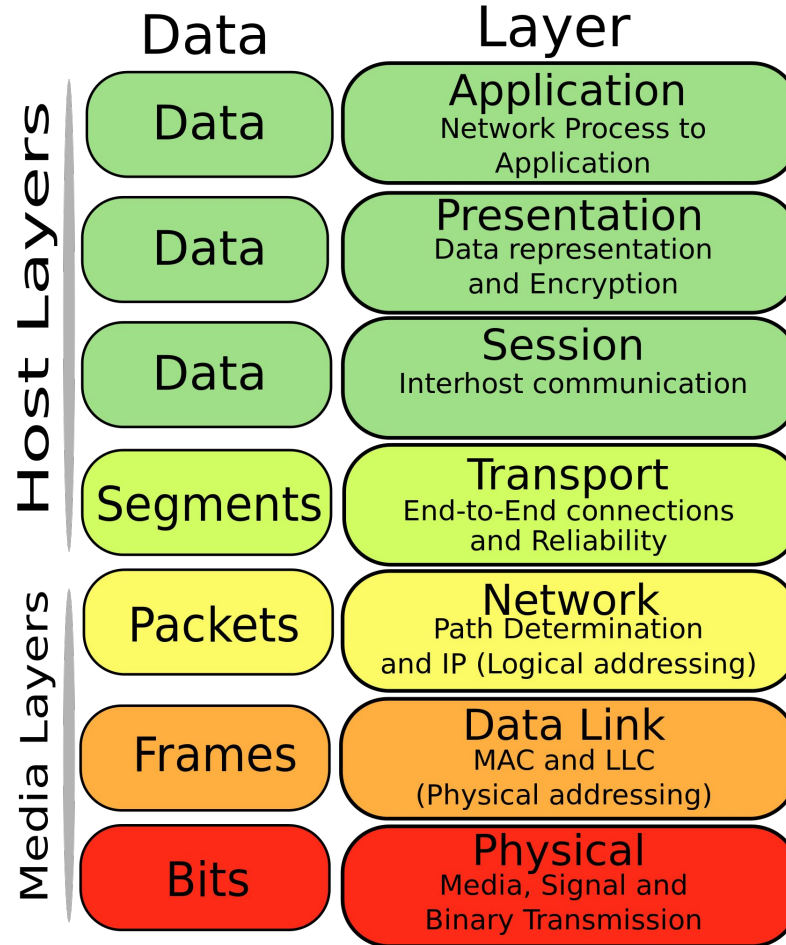 Data
Layer
Host Layers
Data
Application
Network Process to
Application
Data
Presentation
Data representation
and Encryption
Data
Session
Interhost communication
Segments
Transport
End-to-End connections
and Reliability
Media Layers
Packets
Network
Path Determination
and IP (Logical addressing)
Frames
Data Link
MAC and LLC
(Physical addressing)
Bits
Physical
Media, Signal and
Binary Transmission